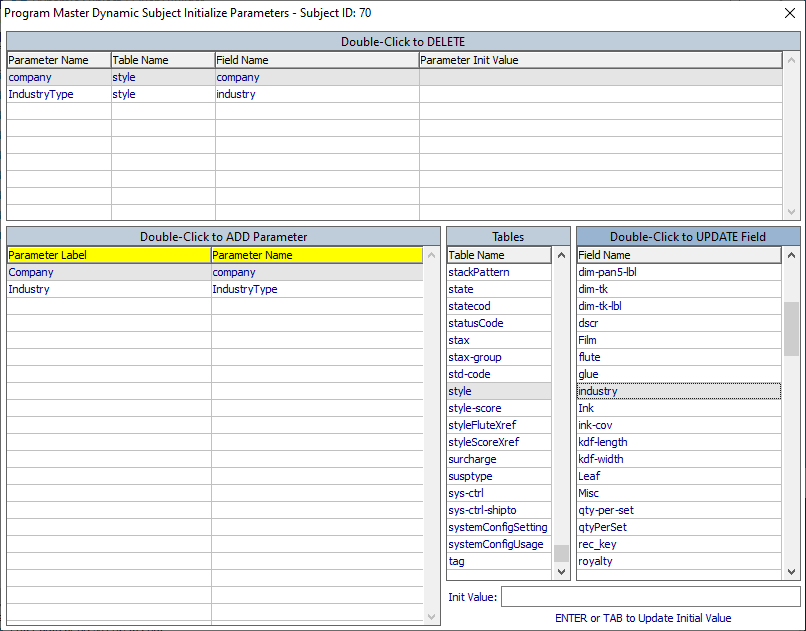 Program Master Dynamic Subject Initialize Parameters - Subject ID: 70
Double-Click to DELETE
Parameter Name Table Name Field Name Parameter Init Value
company style company
IndustryType style industry
Double-Click to ADD Parameter
Parameter Label Parameter Name
Company company
Industry IndustryType
Tables
Table Name
stackPattern
state
statecod
statusCode
stax
stax-group
std-code
style
style-score
styleFluteXref
styleScoreXref
surcharge
susptype
sys-ctrl
sys-ctrl-shipto
systemConfigSetting
systemConfigUsage
tag
Double-Click to UPDATE Field
Field Name
dim-pan5-lbl
dim-tk
dim-tk-lbl
dscr
Film
flute
glue
industry
Ink
ink-cov
kdf-length
kdf-width
Leaf
Misc
qty-per-set
qtyPerSet
rec_key
royalty
Init Value:
ENTER or TAB to Update Initial Value